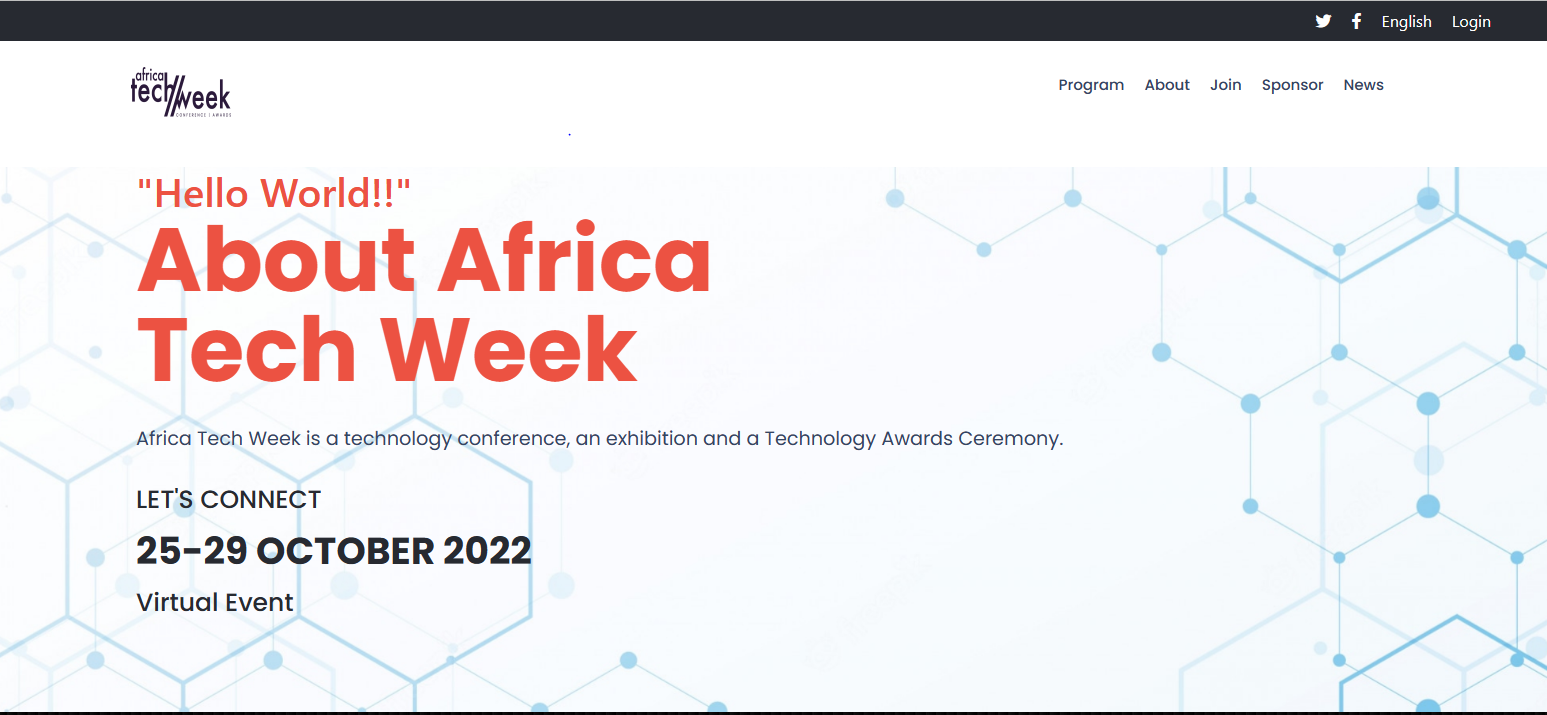 English Login
africa
tech//week
CONFERENCE | AWARDS
Program About Join Sponsor News
"Hello World!!"
About Africa
Tech Week
Africa Tech Week is a technology conference, an exhibition and a Technology Awards Ceremony.
LET'S CONNECT
25-29 OCTOBER 2022
Virtual Event